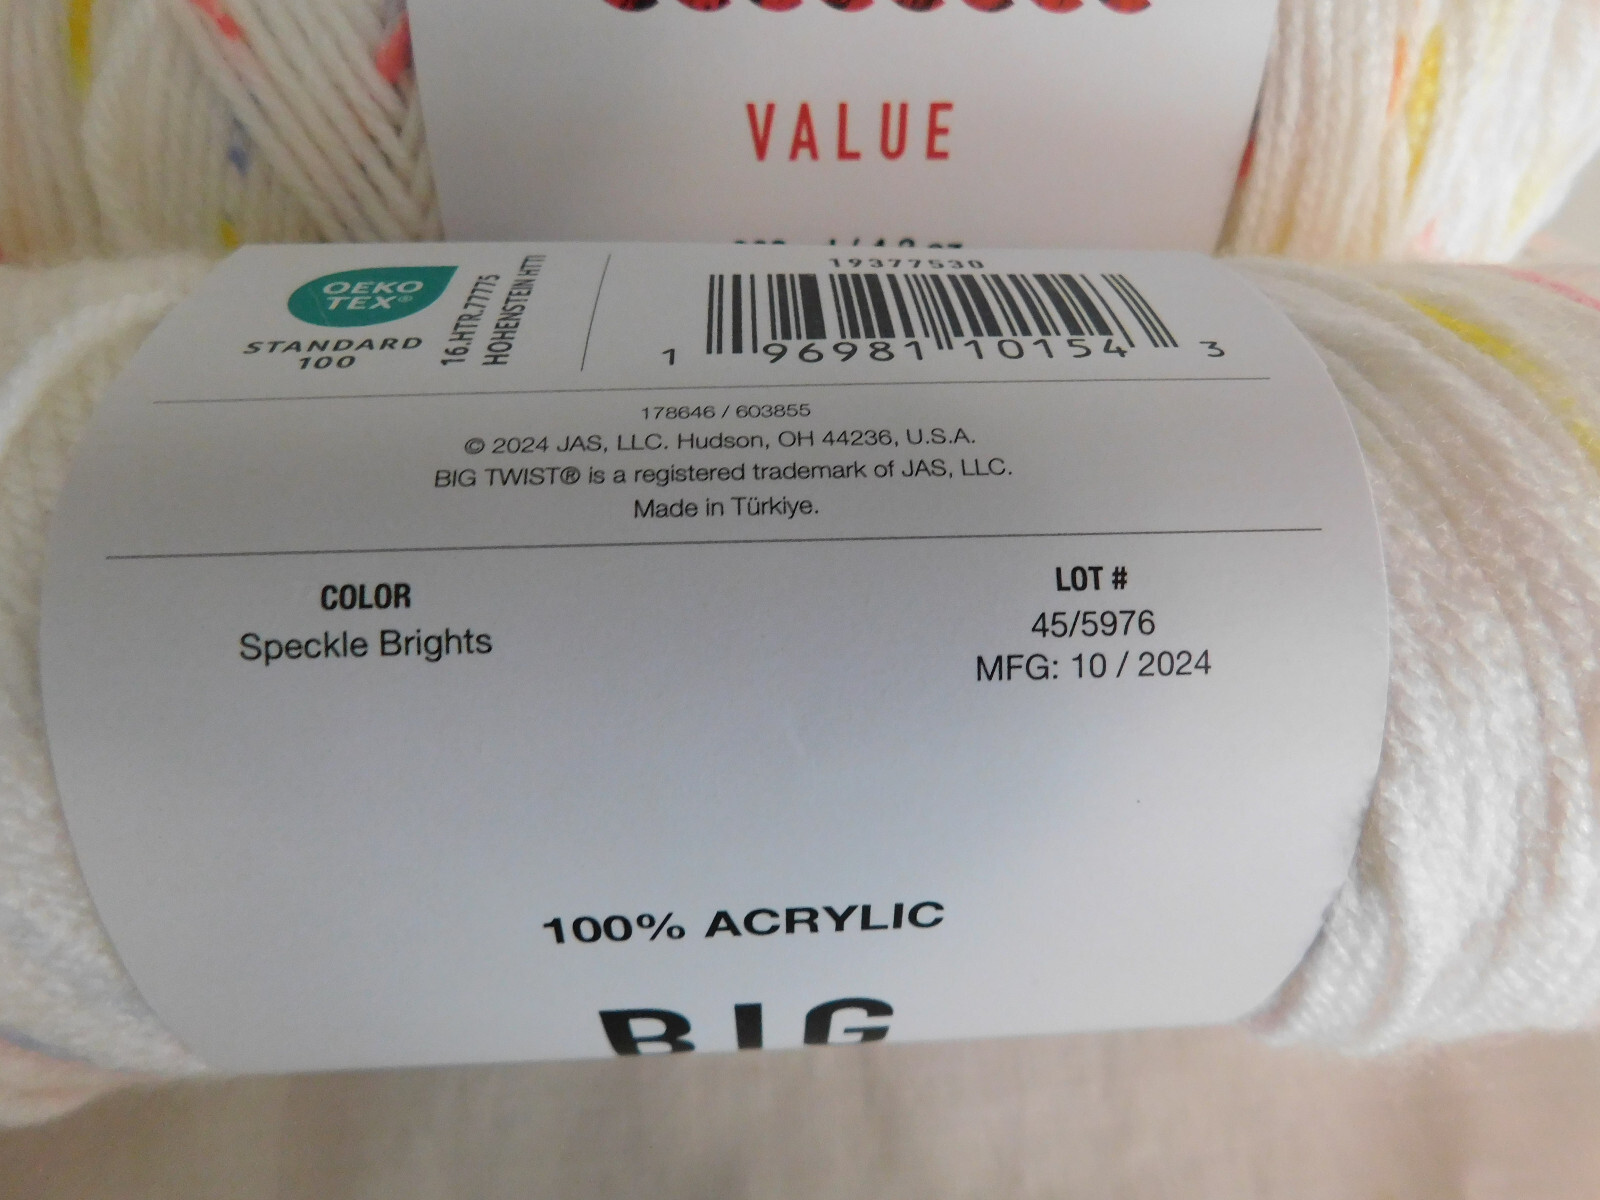 VALUE
OEKO
TEX®
STANDARD
100
16.HTR.77775
HOHENSTEIN HTTI
19377530
1 96981 10154 3
178646 / 603855
© 2024 JAS, LLC. Hudson, OH 44236, U.S.A.
BIG TWIST® is a registered trademark of JAS, LLC.
Made in Türkiye.
COLOR
Speckle Brights
LOT #
45/5976
MFG: 10 / 2024
100% ACRYLIC
BIG